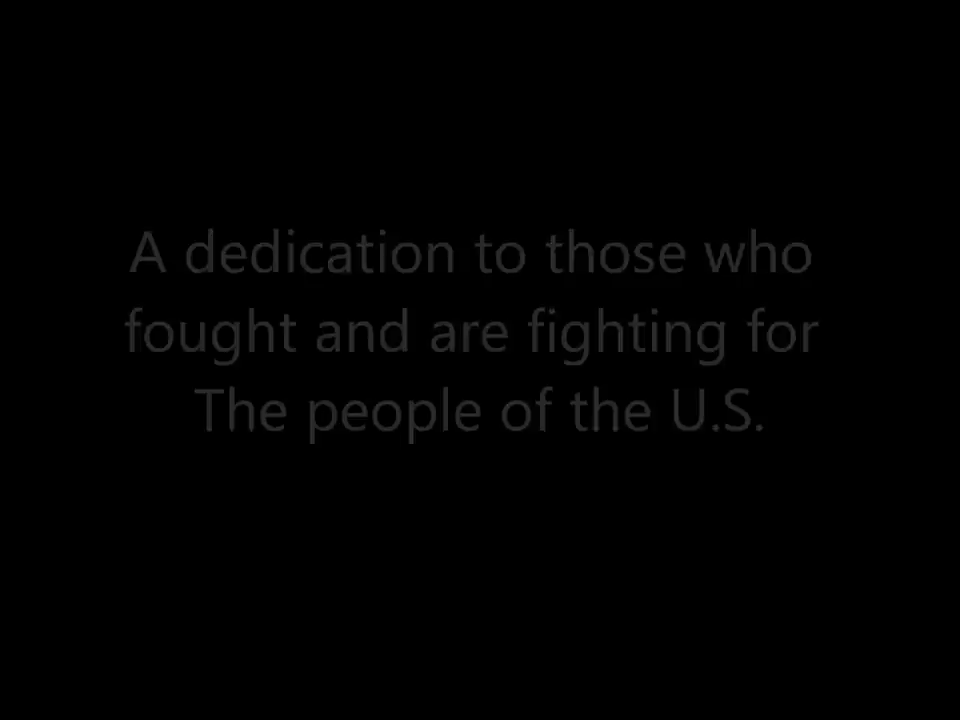 A dedication to those who
fought and are fighting for
The people of the U.S.